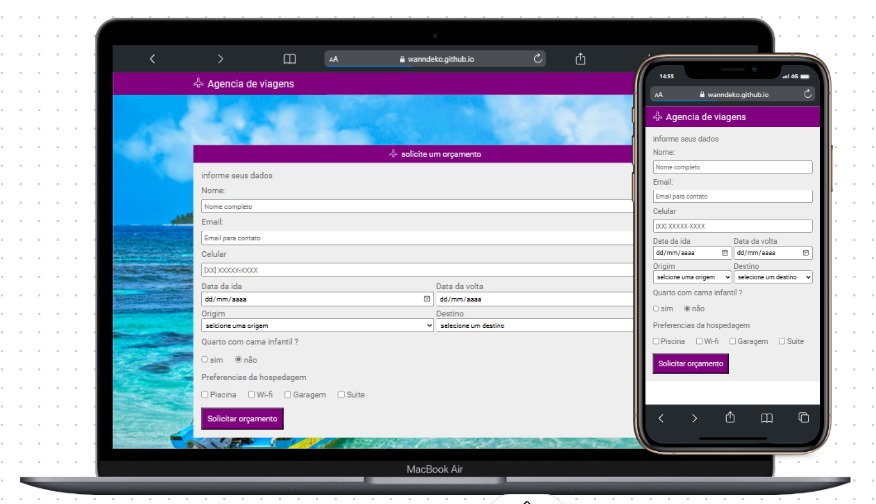 AA wanndeko.github.io
Agencia de viagens
solicite um orçamento
informe seus dados
Nome:
Nome completo
Email:
Email para contato
Celular
[XX] XXXXX-XXXX
Data da ida Data da volta
dd/mm/aaaa dd/mm/aaaa
Origim Destino
selcione uma origem selecione um destino
Quarto com cama infantil ?
sim não
Preferencias da hospedagem
Piscina Wi-fi Garagem Suite
Solicitar orçamento
MacBook Air
14:55 4G
AA wanndeko.github.io
Agencia de viagens
Informe seus dados
Nome:
Nome completo
Email:
Email para contato
Celular
[XX] XXXXX-XXXX
Data da ida Data da volta
dd/mm/aaaa dd/mm/aaaa
Origim Destino
selcione uma origem selecione um destino
Quarto com cama infantil ?
sim não
Preferencias da hospedagem
Piscina Wi-fi Garagem Suite
Solicitar orçamento